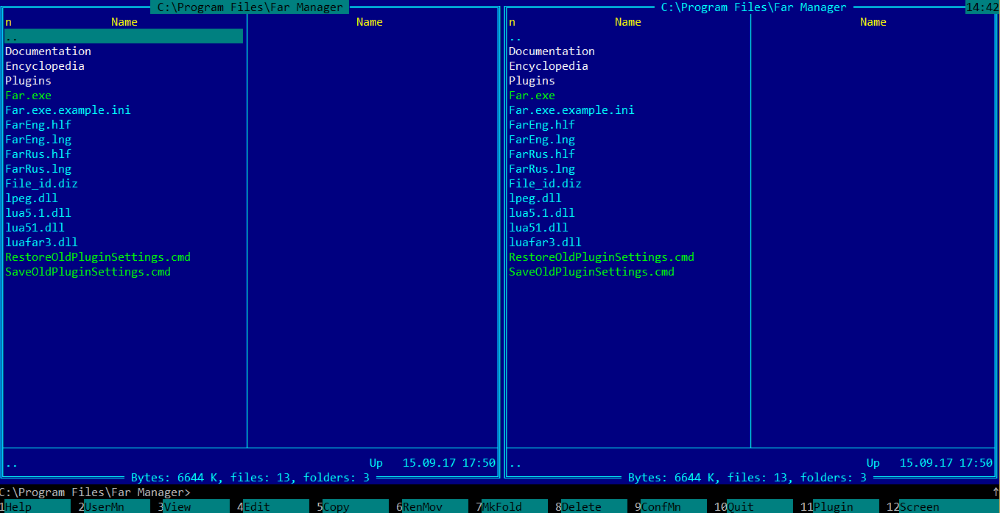 C:\Program Files\Far Manager
n Name Name
..
Documentation
Encyclopedia
Plugins
Far.exe
Far.exe.example.ini
FarEng.hlf
FarEng.lng
FarRus.hlf
FarRus.lng
File_id.diz
lpeg.dll
lua5.1.dll
lua51.dll
luafar3.dll
RestoreOldPluginSettings.cmd
SaveOldPluginSettings.cmd
.. Up 15.09.17 17:50
Bytes: 6644 K, files: 13, folders: 3
C:\Program Files\Far Manager 14:42
n Name Name
..
Documentation
Encyclopedia
Plugins
Far.exe
Far.exe.example.ini
FarEng.hlf
FarEng.lng
FarRus.hlf
FarRus.lng
File_id.diz
lpeg.dll
lua5.1.dll
lua51.dll
luafar3.dll
RestoreOldPluginSettings.cmd
SaveOldPluginSettings.cmd
.. Up 15.09.17 17:50
Bytes: 6644 K, files: 13, folders: 3
C:\Program Files\Far Manager> ↑
1Help 2UserMn 3View 4Edit 5Copy 6RenMov 7MkFold 8Delete 9ConfMn 10Quit 11Plugin 12Screen